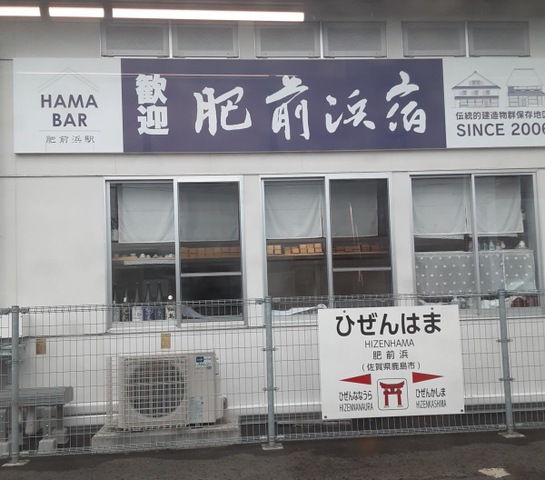 HAMA
BAR
肥前浜駅
歓迎
肥前浜宿
伝統的建造物群保存地区
SINCE 2006
ひぜんはま
HIZENHAMA
肥前浜
(佐賀県鹿島市)
ひぜんななうら
HIZENNANAURA
ひぜんかしま
HIZENKASHIMA